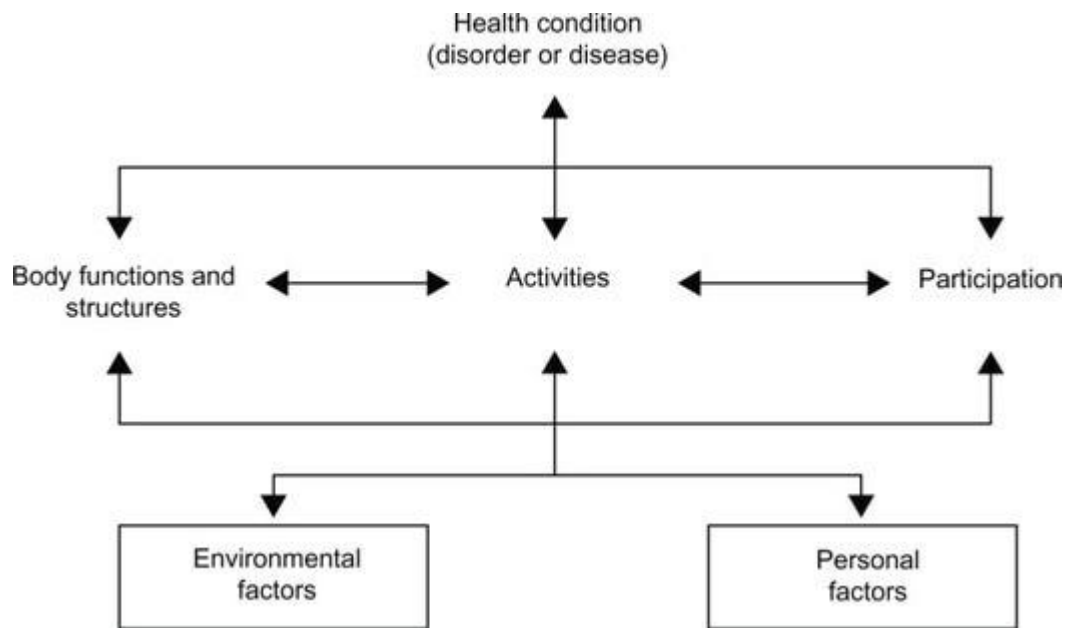 Health condition
(disorder or disease)
Body functions and
structures
Activities
Participation
Environmental
factors
Personal
factors